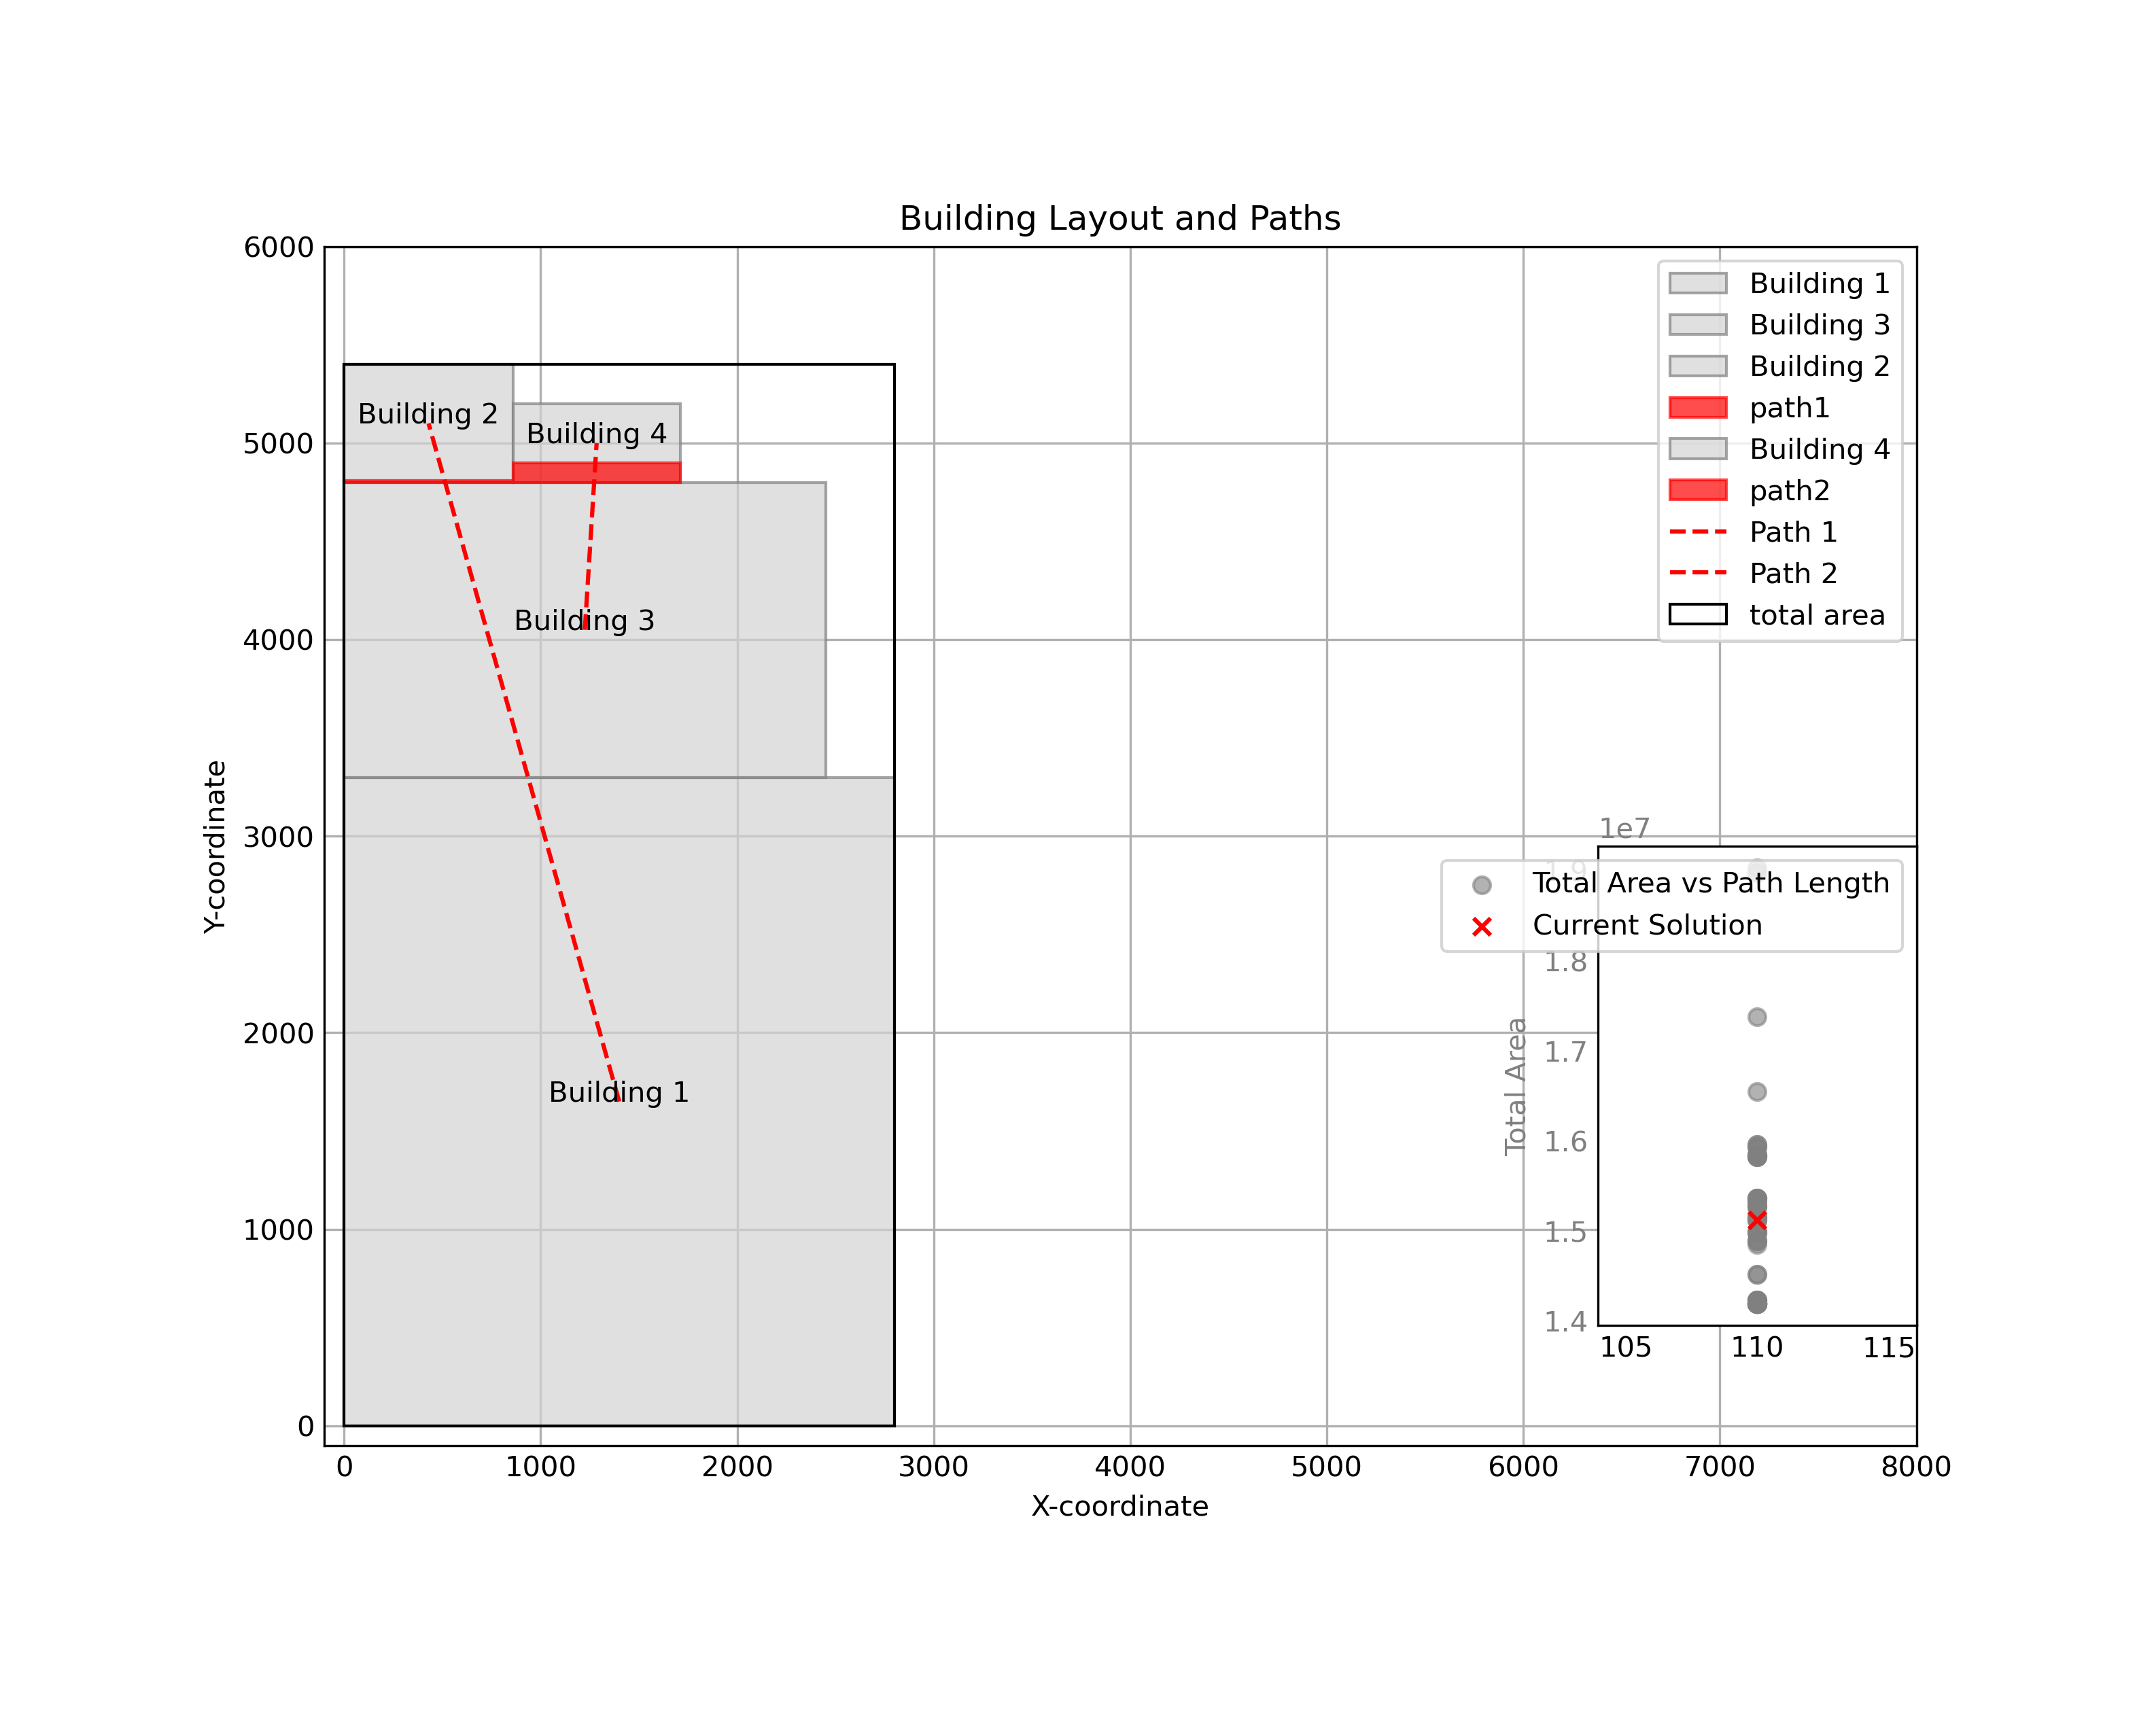 Building Layout and Paths
6000
5000
4000
3000
2000
1000
0
Y-coordinate
0
1000
2000
3000
4000
5000
6000
7000
8000
X-coordinate
Building 2
Building 4
Building 3
Building 1
Building 1
Building 3
Building 2
path1
Building 4
path2
Path 1
Path 2
total area
1e7
1.9
Total Area vs Path Length
Current Solution
1.8
1.7
1.6
1.5
1.4
Total Area
105
110
115